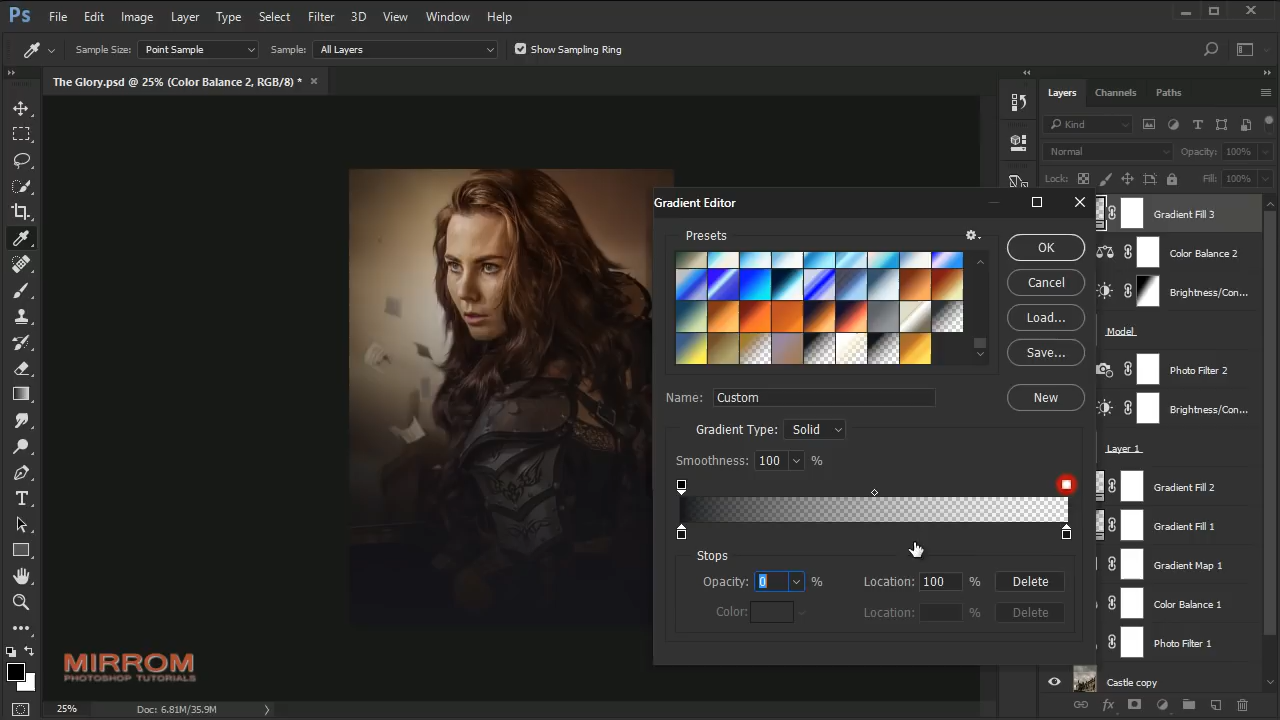 Ps File Edit Image Layer Type Select Filter 3D View Window Help
Sample Size: Point Sample Sample: All Layers Show Sampling Ring
The Glory.psd @ 25% (Color Balance 2, RGB/8) * ×
Layers Channels Paths
Kind
Normal Opacity: 100%
Lock: Fill: 100%
Gradient Fill 3
Color Balance 2
Brightness/Con...
Model
Photo Filter 2
Brightness/Con...
Layer 1
Gradient Fill 2
Gradient Fill 1
Gradient Map 1
Color Balance 1
Photo Filter 1
Castle copy
Gradient Editor
Presets
OK
Cancel
Load...
Save...
Name: Custom New
Gradient Type: Solid
Smoothness: 100 %
Stops
Opacity: 0 % Location: 100 % Delete
Color: Location: % Delete
MIRROM
PHOTOSHOP TUTORIALS
25% Doc: 6.81M/35.9M